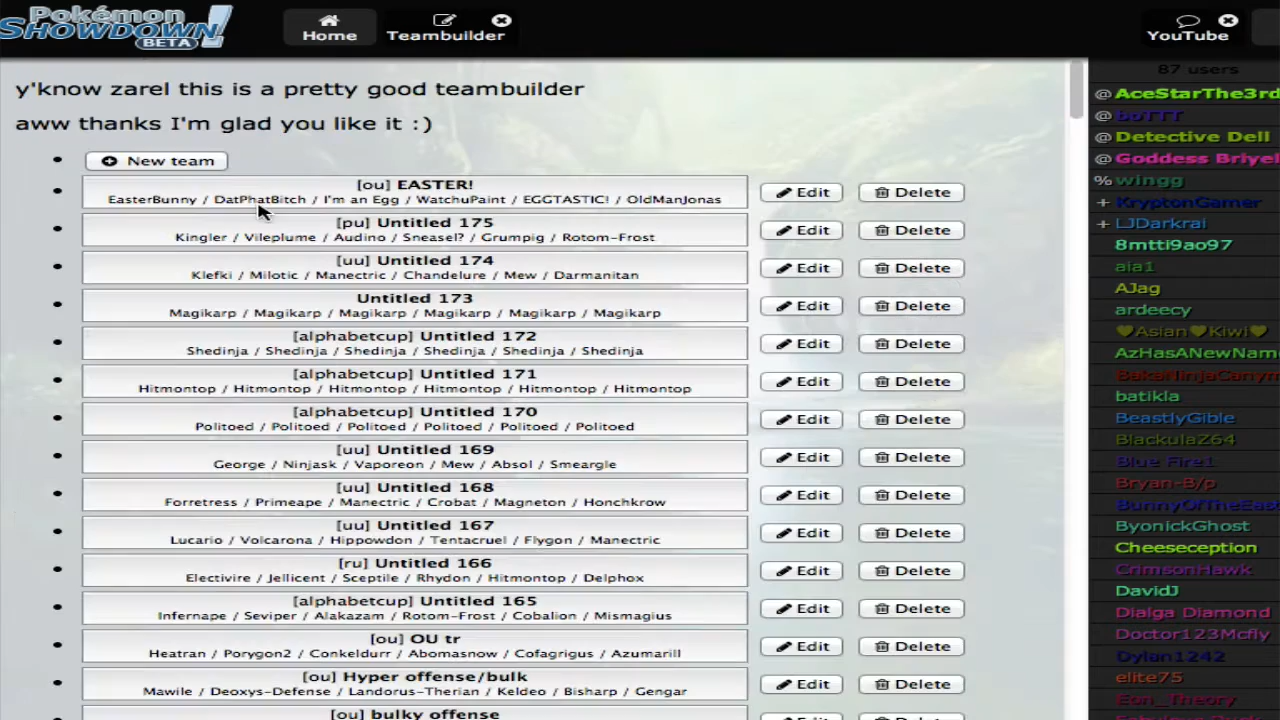 Pokémon
SHOWDOWN!
BETA
Home
Teambuilder
YouTube
y'know zarel this is a pretty good teambuilder
aww thanks I'm glad you like it :)
New team
[ou] EASTER!
EasterBunny / DatPhatBitch / I'm an Egg / WatchuPaint / EGGTASTIC! / OldManJonas
Edit Delete
[pu] Untitled 175
Kingler / Vileplume / Audino / Sneasel? / Grumpig / Rotom-Frost
Edit Delete
[uu] Untitled 174
Klefki / Milotic / Manectric / Chandelure / Mew / Darmanitan
Edit Delete
Untitled 173
Magikarp / Magikarp / Magikarp / Magikarp / Magikarp / Magikarp
Edit Delete
[alphabetcup] Untitled 172
Shedinja / Shedinja / Shedinja / Shedinja / Shedinja / Shedinja
Edit Delete
[alphabetcup] Untitled 171
Hitmontop / Hitmontop / Hitmontop / Hitmontop / Hitmontop / Hitmontop
Edit Delete
[alphabetcup] Untitled 170
Politoed / Politoed / Politoed / Politoed / Politoed / Politoed
Edit Delete
[uu] Untitled 169
George / Ninjask / Vaporeon / Mew / Absol / Smeargle
Edit Delete
[uu] Untitled 168
Forretress / Primeape / Manectric / Crobat / Magneton / Honchkrow
Edit Delete
[uu] Untitled 167
Lucario / Volcarona / Hippowdon / Tentacruel / Flygon / Manectric
Edit Delete
[ru] Untitled 166
Electivire / Jellicent / Sceptile / Rhydon / Hitmontop / Delphox
Edit Delete
[alphabetcup] Untitled 165
Infernape / Seviper / Alakazam / Rotom-Frost / Cobalion / Mismagius
Edit Delete
[ou] OU tr
Heatran / Porygon2 / Conkeldurr / Abomasnow / Cofagrigus / Azumarill
Edit Delete
[ou] Hyper offense/bulk
Mawile / Deoxys-Defense / Landorus-Therian / Keldeo / Bisharp / Gengar
Edit Delete
[ou] bulky offense
87 users
@ AceStarThe3rd
@ boTTT
@ Detective Dell
@ Goddess Briyel
% wingg
+ KryptonGamer
+ LJDarkrai
8mtti9ao97
aia1
AJag
ardeecy
♥Asian♥Kiwi♥
AzHasANewName
BakaNinjaCanyn
batikla
BeastlyGible
BlackulaZ64
Blue Fire1
Bryan-B/p
BunnyOfTheEast
ByonickGhost
Cheeseception
CrimsonHawk
DavidJ
Dialga Diamond
Doctor123Mcfly
Dylan1242
elite75
Eon_Theory